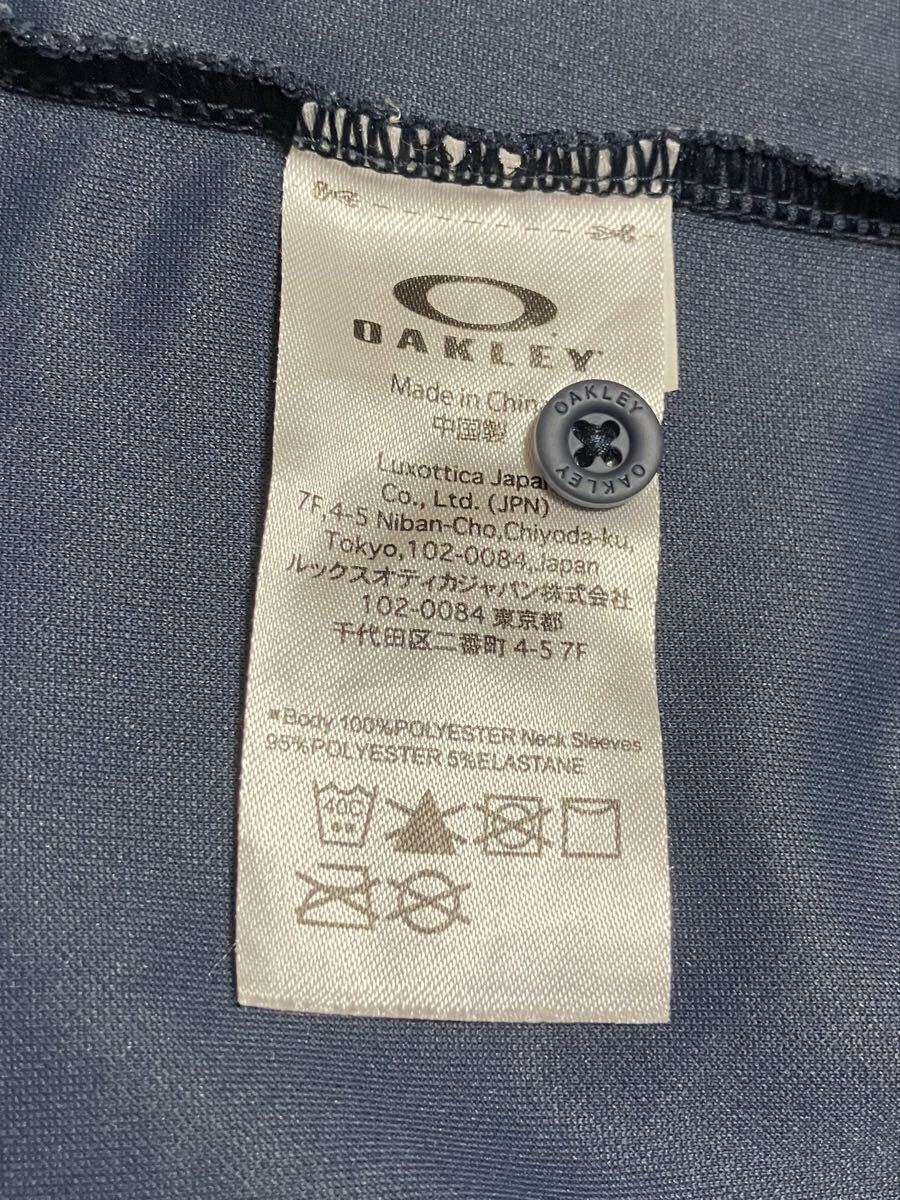 OAKLEY
Made in China
中国製
OAKLEY
OAKLEY
Luxottica Japan
Co., Ltd. (JPN)
7F,4-5 Niban-Cho,Chiyoda-ku,
Tokyo,102-0084,Japan
ルックスオティカジャパン株式会社
102-0084 東京都
千代田区二番町 4-5 7F
■Body 100%POLYESTER Neck Sleeves
95%POLYESTER 5%ELASTANE
40C